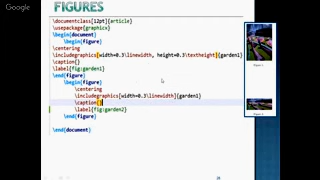 Google
FIGURES
\documentclass[12pt]{article}
\usepackage{graphicx}
\begin{document}
\begin{figure}
\centering
\includegraphics[width=0.3\linewidth, height=0.3\textheight]{garden1}
\caption{}
\label{fig:garden1}
\end{figure}
\begin{figure}
\centering
\includegraphics[width=0.3\linewidth]{garden1}
\caption{}
\label{fig:garden2}
\end{figure}
\end{document}